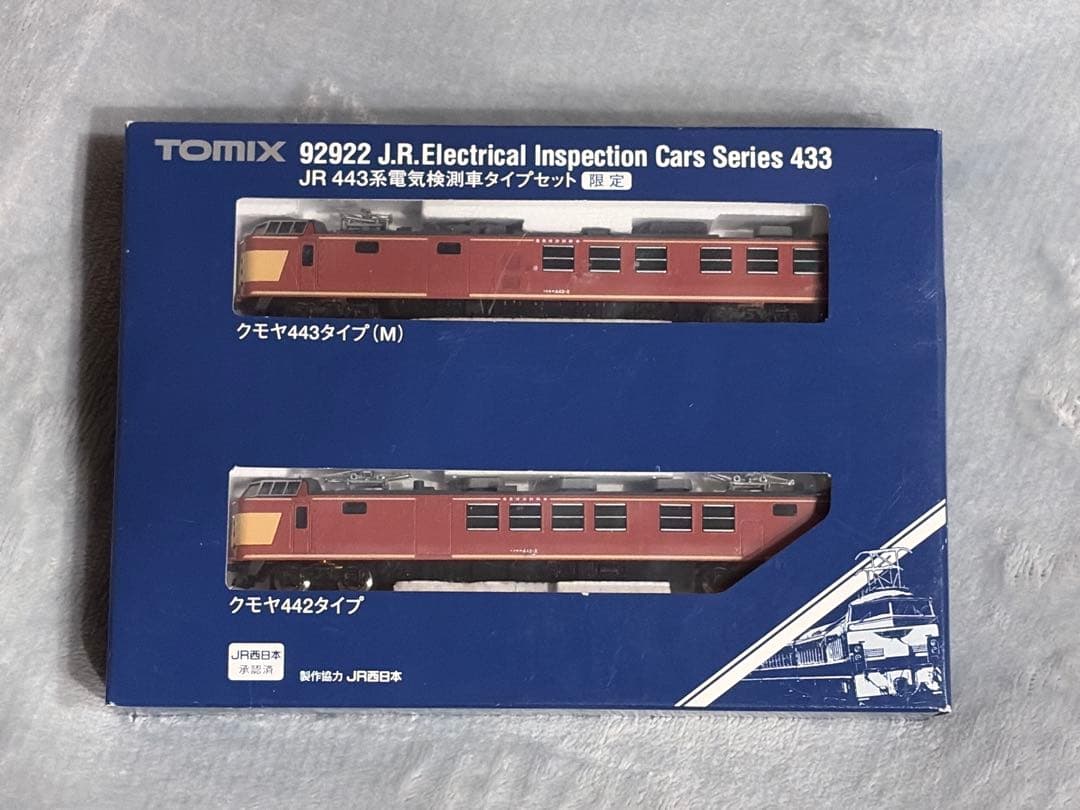 TOMIX 92922 J.R.Electrical Inspection Cars Series 433
JR 443系電気検測車タイプセット 限定
クモヤ443タイプ(M)
クモヤ442タイプ
JR西日本
承認済
製作協力 JR西日本